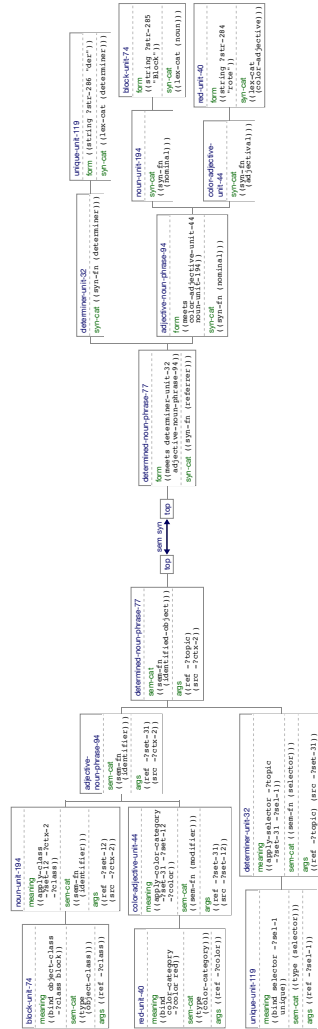 block-unit-74
meaning
((bind object-class
?class block))
sem-cat
((type
(object-class)))
args ((ref ?class))
red-unit-40
meaning
((bind
color-category
?color red))
sem-cat
((type
(color-category)))
args ((ref ?color))
unique-unit-119
meaning
((bind selector ?sel-1
unique))
sem-cat ((type (selector)))
args ((ref ?sel-1))
noun-unit-194
meaning
((apply-class
?set-12 ?ctx-2
?class))
sem-cat
((sem-fn
(identifier)))
args
((ref ?set-12)
(src ?ctx-2))
color-adjective-unit-44
meaning
((apply-color-category
?set-31 ?set-12
?color))
sem-cat
((sem-fn (modifier)))
args
((ref ?set-31)
(src ?set-12))
determiner-unit-32
meaning
((apply-selector ?topic
?set-31 ?sel-1))
sem-cat ((sem-fn (selector)))
args
((ref ?topic) (src ?set-31))
adjective-
noun-phrase-94
sem-cat
((sem-fn
(identifier)))
args
((ref ?set-31)
(src ?ctx-2))
determined-noun-phrase-77
sem-cat
((sem-fn
(identified-object)))
args
((ref ?topic)
(src ?ctx-2))
top
sem syn
top
determined-noun-phrase-77
form
((meets determiner-unit-32
adjective-noun-phrase-94))
syn-cat ((syn-fn (referrer)))
determiner-unit-32
syn-cat ((syn-fn (determiner)))
adjective-noun-phrase-94
form
((meets
color-adjective-unit-44
noun-unit-194))
syn-cat
((syn-fn (nominal)))
unique-unit-119
form ((string ?str-286 "der"))
syn-cat ((lex-cat (determiner)))
noun-unit-194
syn-cat
((syn-fn
(nominal)))
color-adjective-
unit-44
syn-cat
((syn-fn
(adjectival)))
block-unit-74
form
((string ?str-285
"Block"))
syn-cat
((lex-cat (noun)))
red-unit-40
form
((string ?str-284
"rote"))
syn-cat
((lex-cat
(color-adjective)))